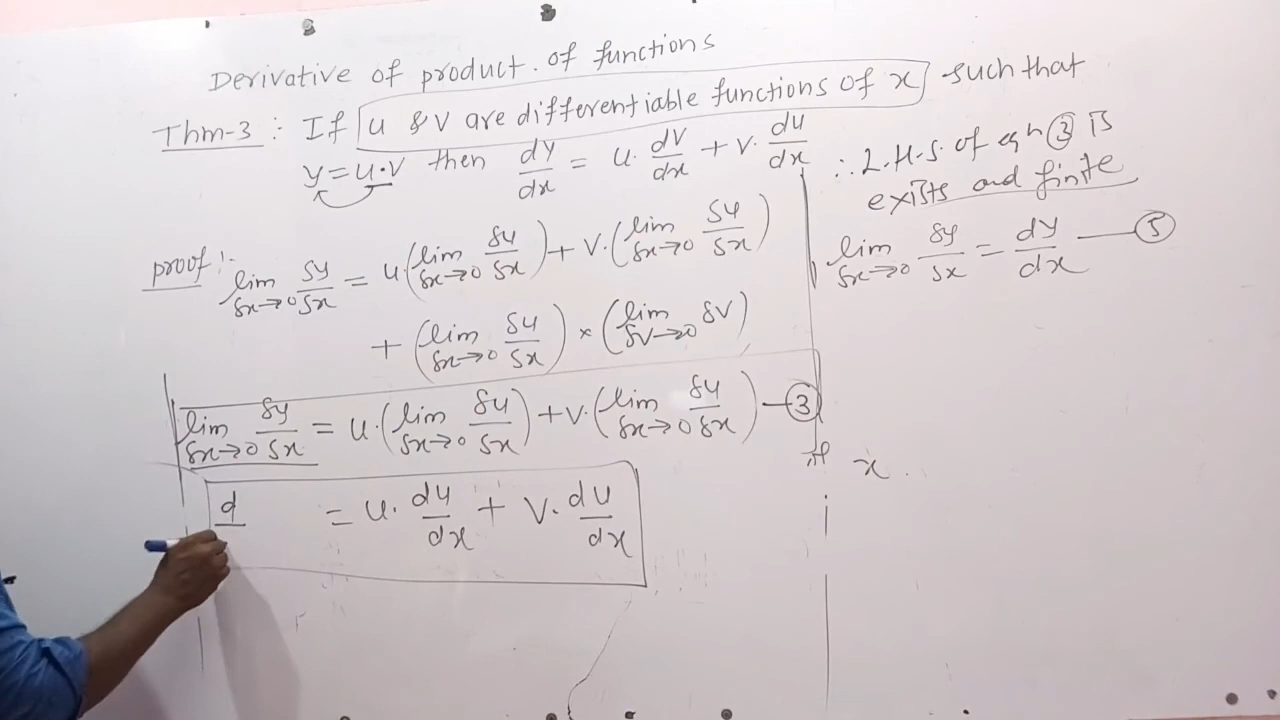 Derivative of product. of functions
Thm-3 : If u & v are differentiable functions of x such that
y = u·v then dy/dx = u· dv/dx + v· du/dx
proof :- lim δx→0 δy/δx = u·(lim δx→0 δu/δx) + v·(lim δx→0 δu/δx)
+ (lim δx→0 δu/δx) × (lim δv→0 δv)
lim δx→0 δy/δx = u·(lim δx→0 δu/δx) + v·(lim δx→0 δu/δx) — ③
d = u· du/dx + v· du/dx
∴ L.H.S. of eqn ③ is
exists and finite
lim δx→0 δy/δx = dy/dx — ⑤
x